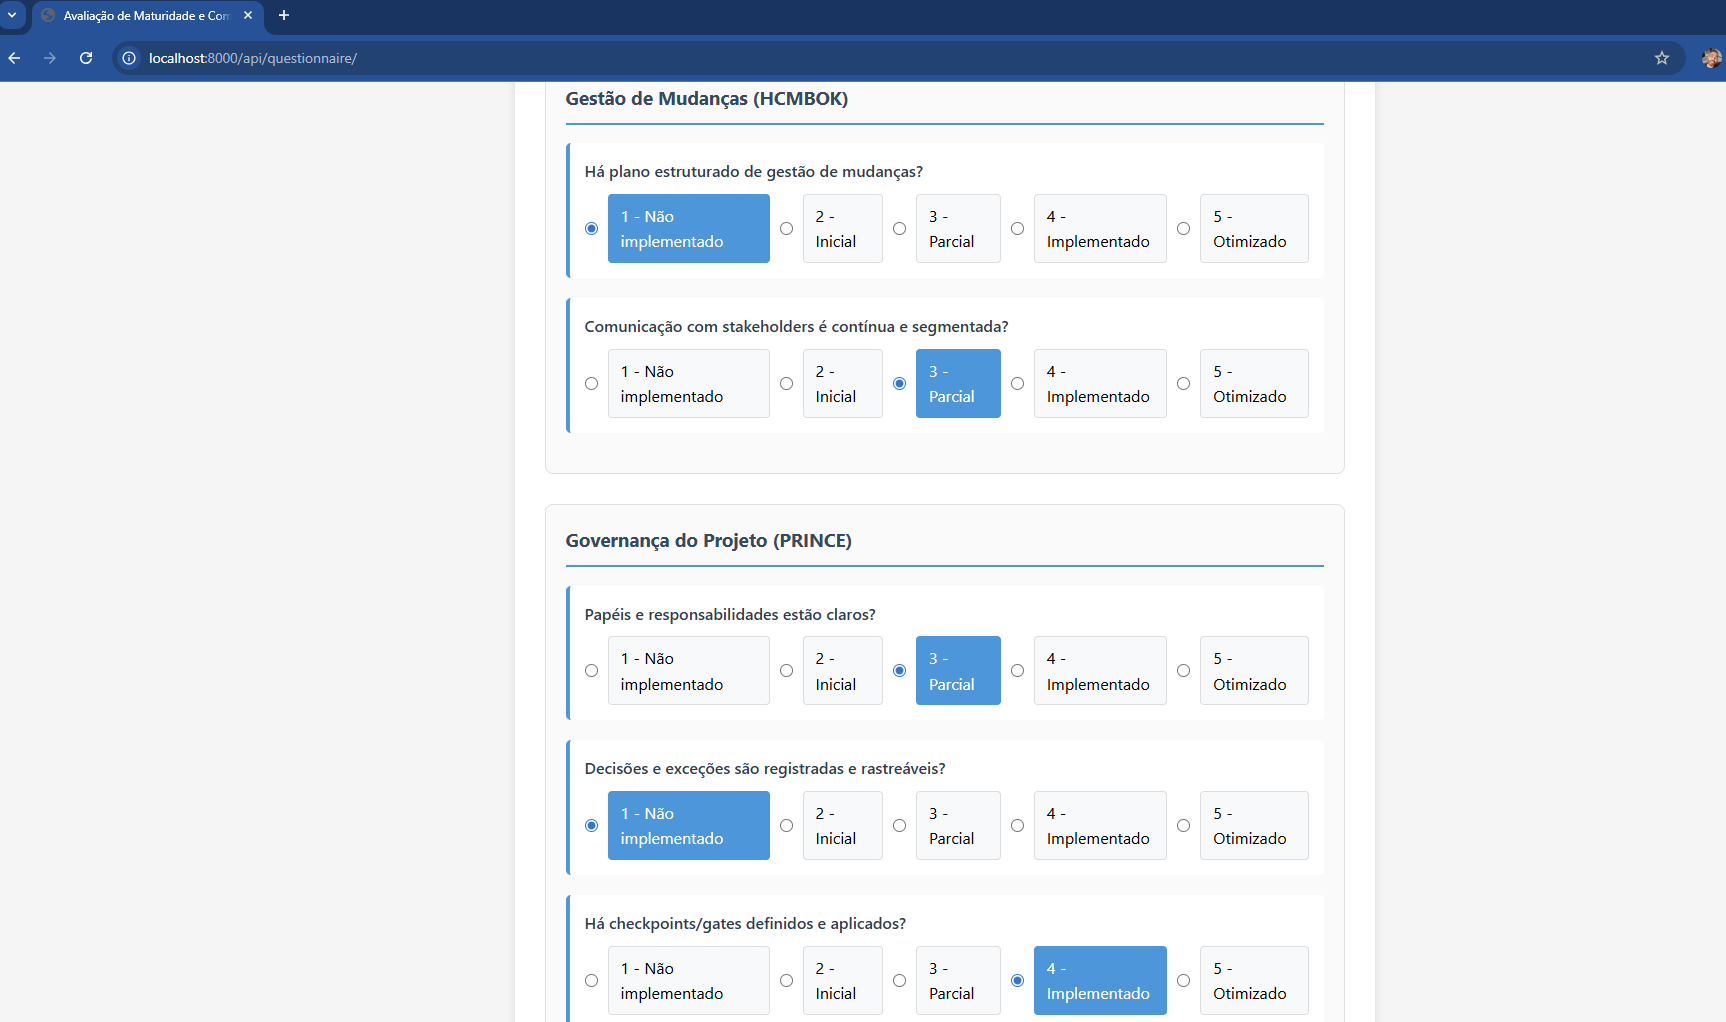 Avaliação de Maturidade e Con
localhost:8000/api/questionnaire/
Gestão de Mudanças (HCMBOK)
Há plano estruturado de gestão de mudanças?
1 - Não
implementado
2 -
Inicial
3 -
Parcial
4 -
Implementado
5 -
Otimizado
Comunicação com stakeholders é contínua e segmentada?
1 - Não
implementado
2 -
Inicial
3 -
Parcial
4 -
Implementado
5 -
Otimizado
Governança do Projeto (PRINCE)
Papéis e responsabilidades estão claros?
1 - Não
implementado
2 -
Inicial
3 -
Parcial
4 -
Implementado
5 -
Otimizado
Decisões e exceções são registradas e rastreáveis?
1 - Não
implementado
2 -
Inicial
3 -
Parcial
4 -
Implementado
5 -
Otimizado
Há checkpoints/gates definidos e aplicados?
1 - Não
implementado
2 -
Inicial
3 -
Parcial
4 -
Implementado
5 -
Otimizado